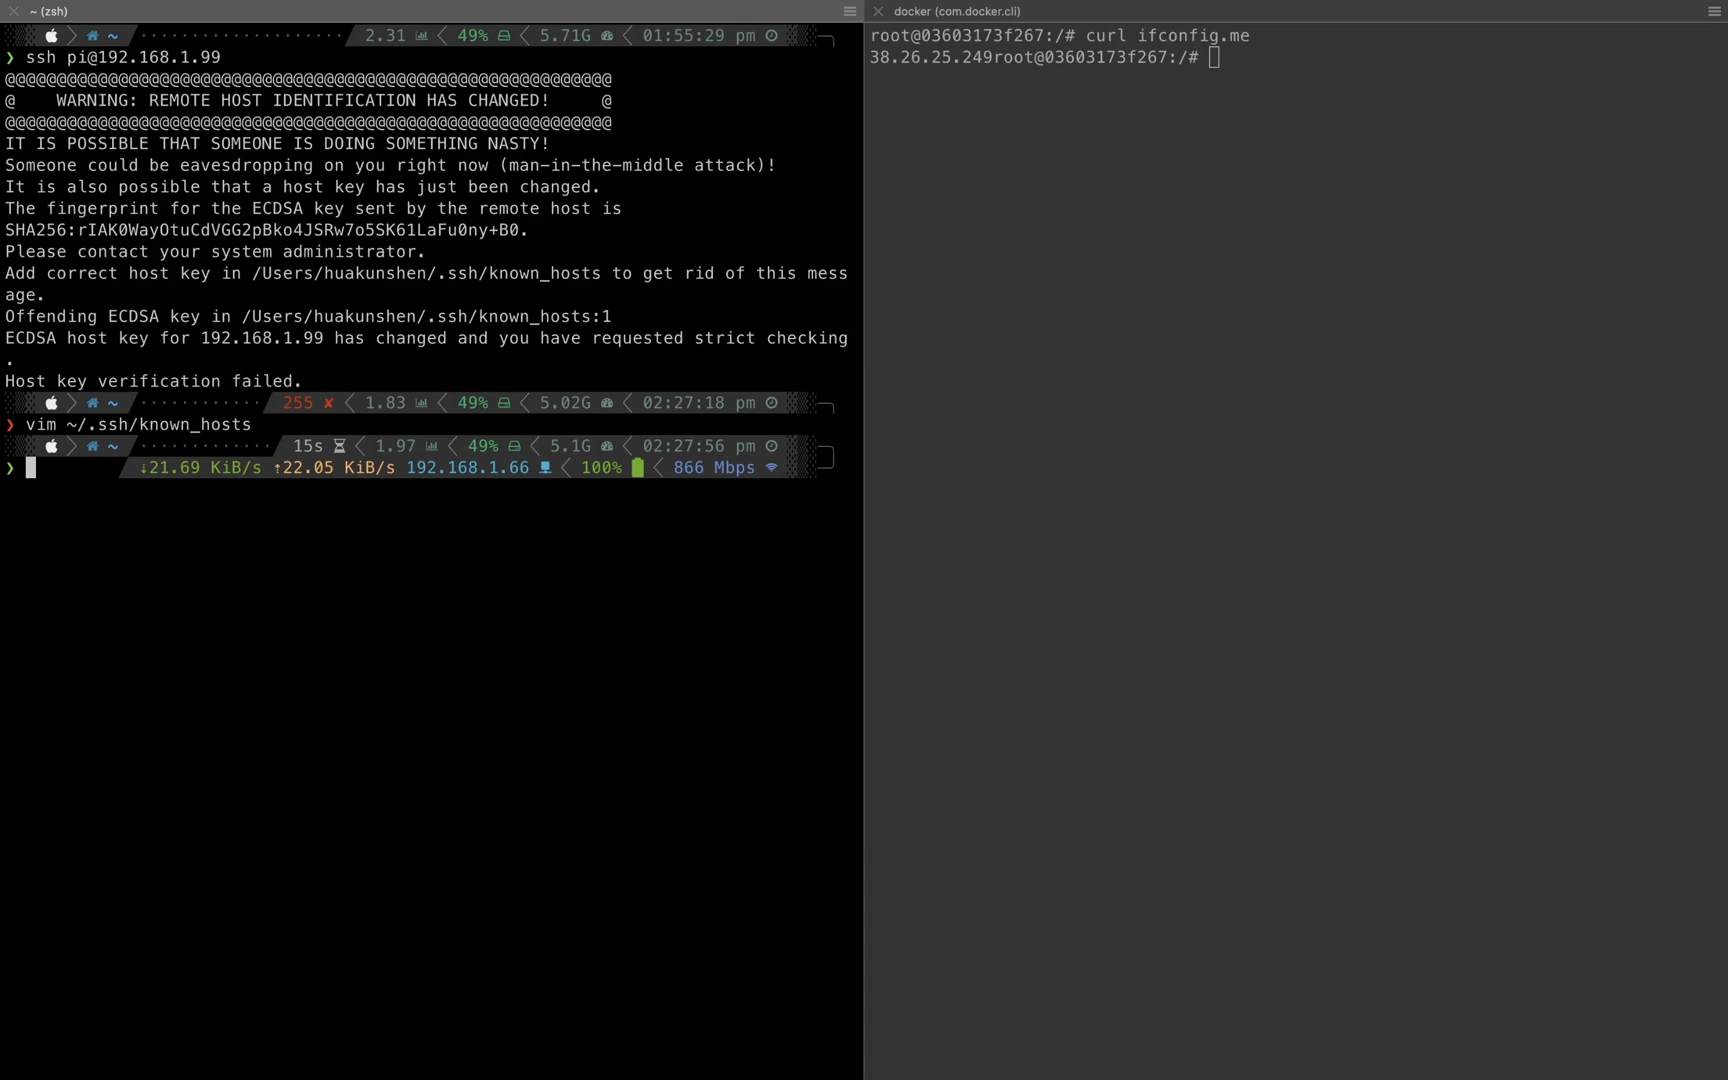 ~ (zsh)
2.31 49% 5.71G 01:55:29 pm
❯ ssh pi@192.168.1.99
@@@@@@@@@@@@@@@@@@@@@@@@@@@@@@@@@@@@@@@@@@@@@@@@@@@@@@@@@@@
@    WARNING: REMOTE HOST IDENTIFICATION HAS CHANGED!     @
@@@@@@@@@@@@@@@@@@@@@@@@@@@@@@@@@@@@@@@@@@@@@@@@@@@@@@@@@@@
IT IS POSSIBLE THAT SOMEONE IS DOING SOMETHING NASTY!
Someone could be eavesdropping on you right now (man-in-the-middle attack)!
It is also possible that a host key has just been changed.
The fingerprint for the ECDSA key sent by the remote host is
SHA256:rIAK0WayOtuCdVGG2pBko4JSRw7o5SK61LaFu0ny+B0.
Please contact your system administrator.
Add correct host key in /Users/huakunshen/.ssh/known_hosts to get rid of this mess
age.
Offending ECDSA key in /Users/huakunshen/.ssh/known_hosts:1
ECDSA host key for 192.168.1.99 has changed and you have requested strict checking
.
Host key verification failed.
~ 255 ✘ 1.83 49% 5.02G 02:27:18 pm
❯ vim ~/.ssh/known_hosts
~ 15s 1.97 49% 5.1G 02:27:56 pm
❯ ↓21.69 KiB/s ↑22.05 KiB/s 192.168.1.66 100% 866 Mbps
docker (com.docker.cli)
root@03603173f267:/# curl ifconfig.me
38.26.25.249root@03603173f267:/#